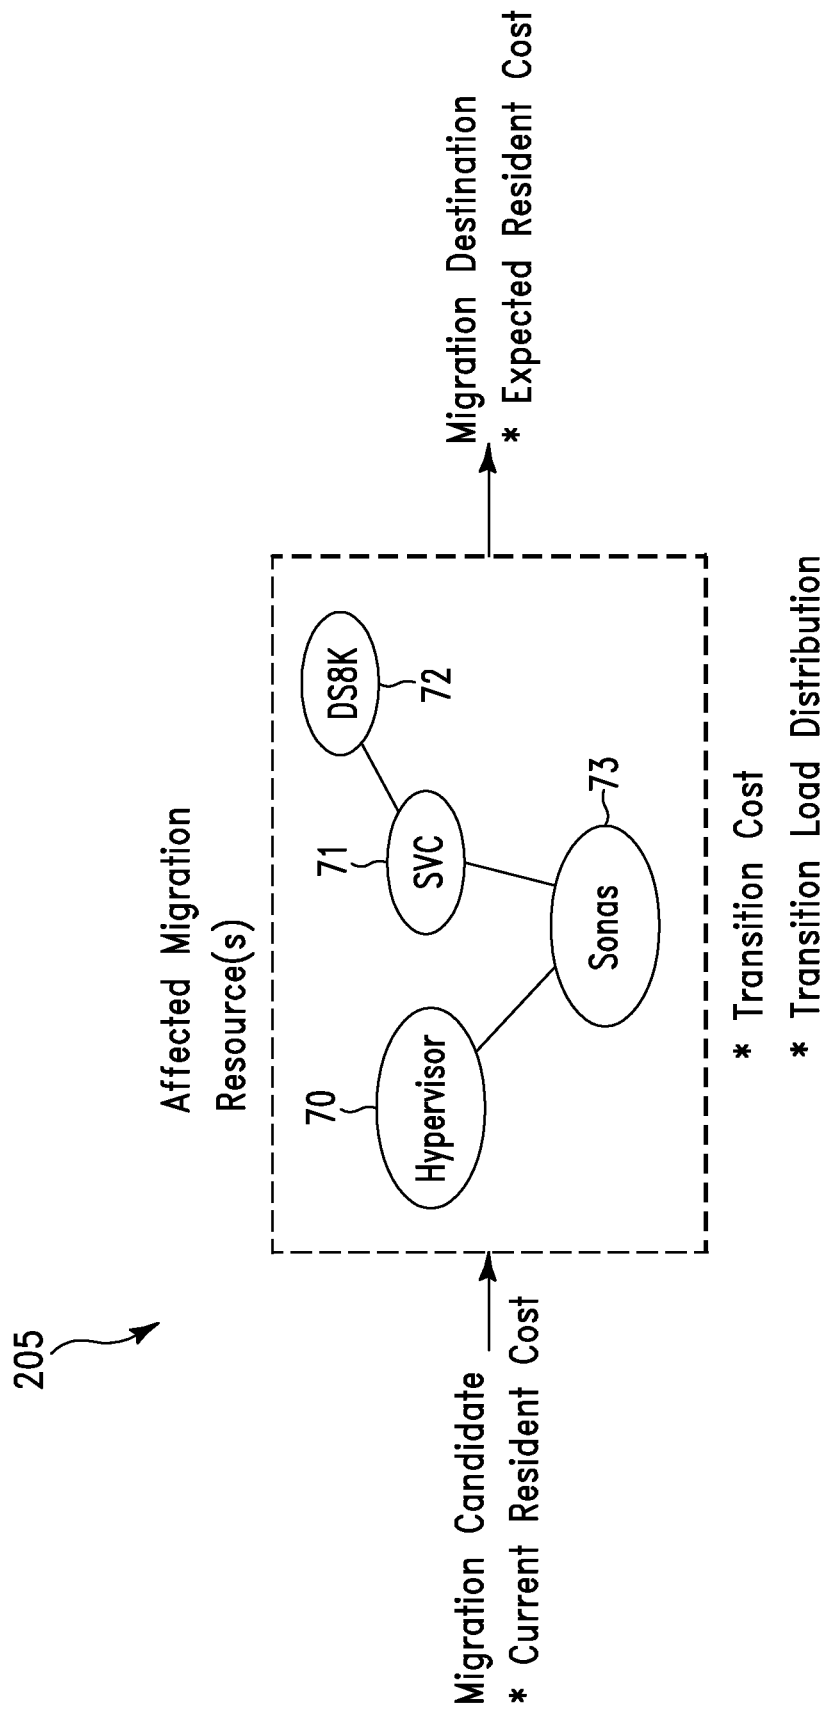 205
Affected Migration
Resource(s)
Migration Candidate
* Current Resident Cost
70
Hypervisor
71
SVC
DS8K
72
Sonas
73
Migration Destination
* Expected Resident Cost
* Transition Cost
* Transition Load Distribution